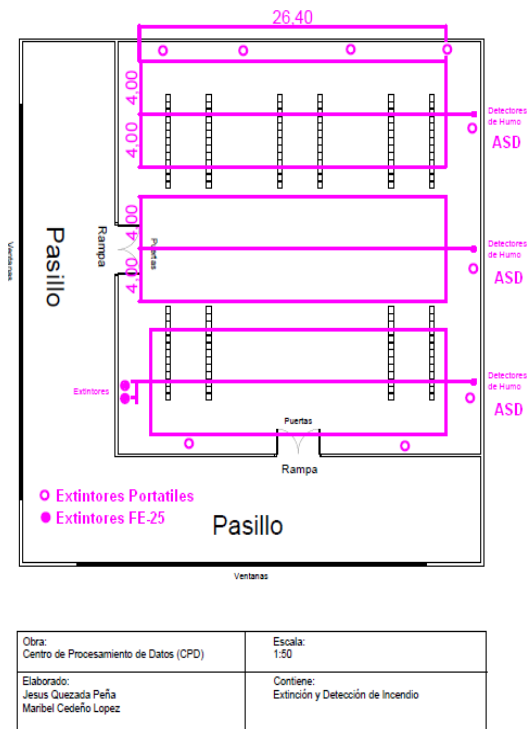 26,40
4,00
4,00
Detectores
de Humo
ASD
4,00
4,00
Puertas
Rampa
Pasillo
Ventanas
Detectores
de Humo
ASD
Extintores
Detectores
de Humo
ASD
Puertas
Rampa
Extintores Portatiles
Extintores FE-25
Pasillo
Ventanas
Obra:
Centro de Procesamiento de Datos (CPD)
Escala:
1:50
Elaborado:
Jesus Quezada Peña
Maribel Cedeño Lopez
Contiene:
Extinción y Detección de Incendio